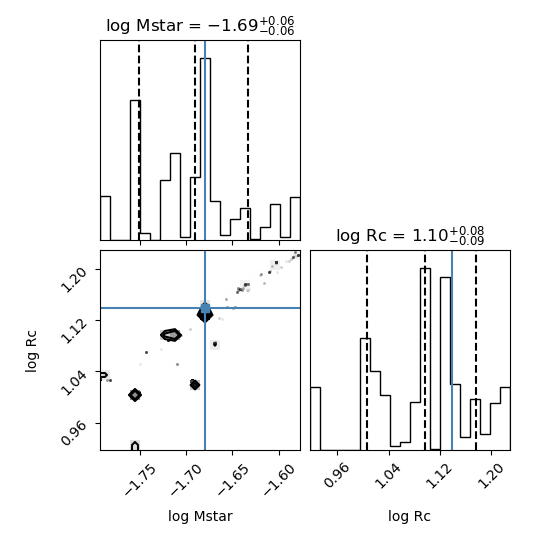 log Mstar = −1.69+0.06 −0.06
log Rc = 1.10+0.08 −0.09
log Rc
1.20
1.12
1.04
0.96
−1.75 −1.70 −1.65 −1.60
0.96 1.04 1.12 1.20
log Mstar
log Rc